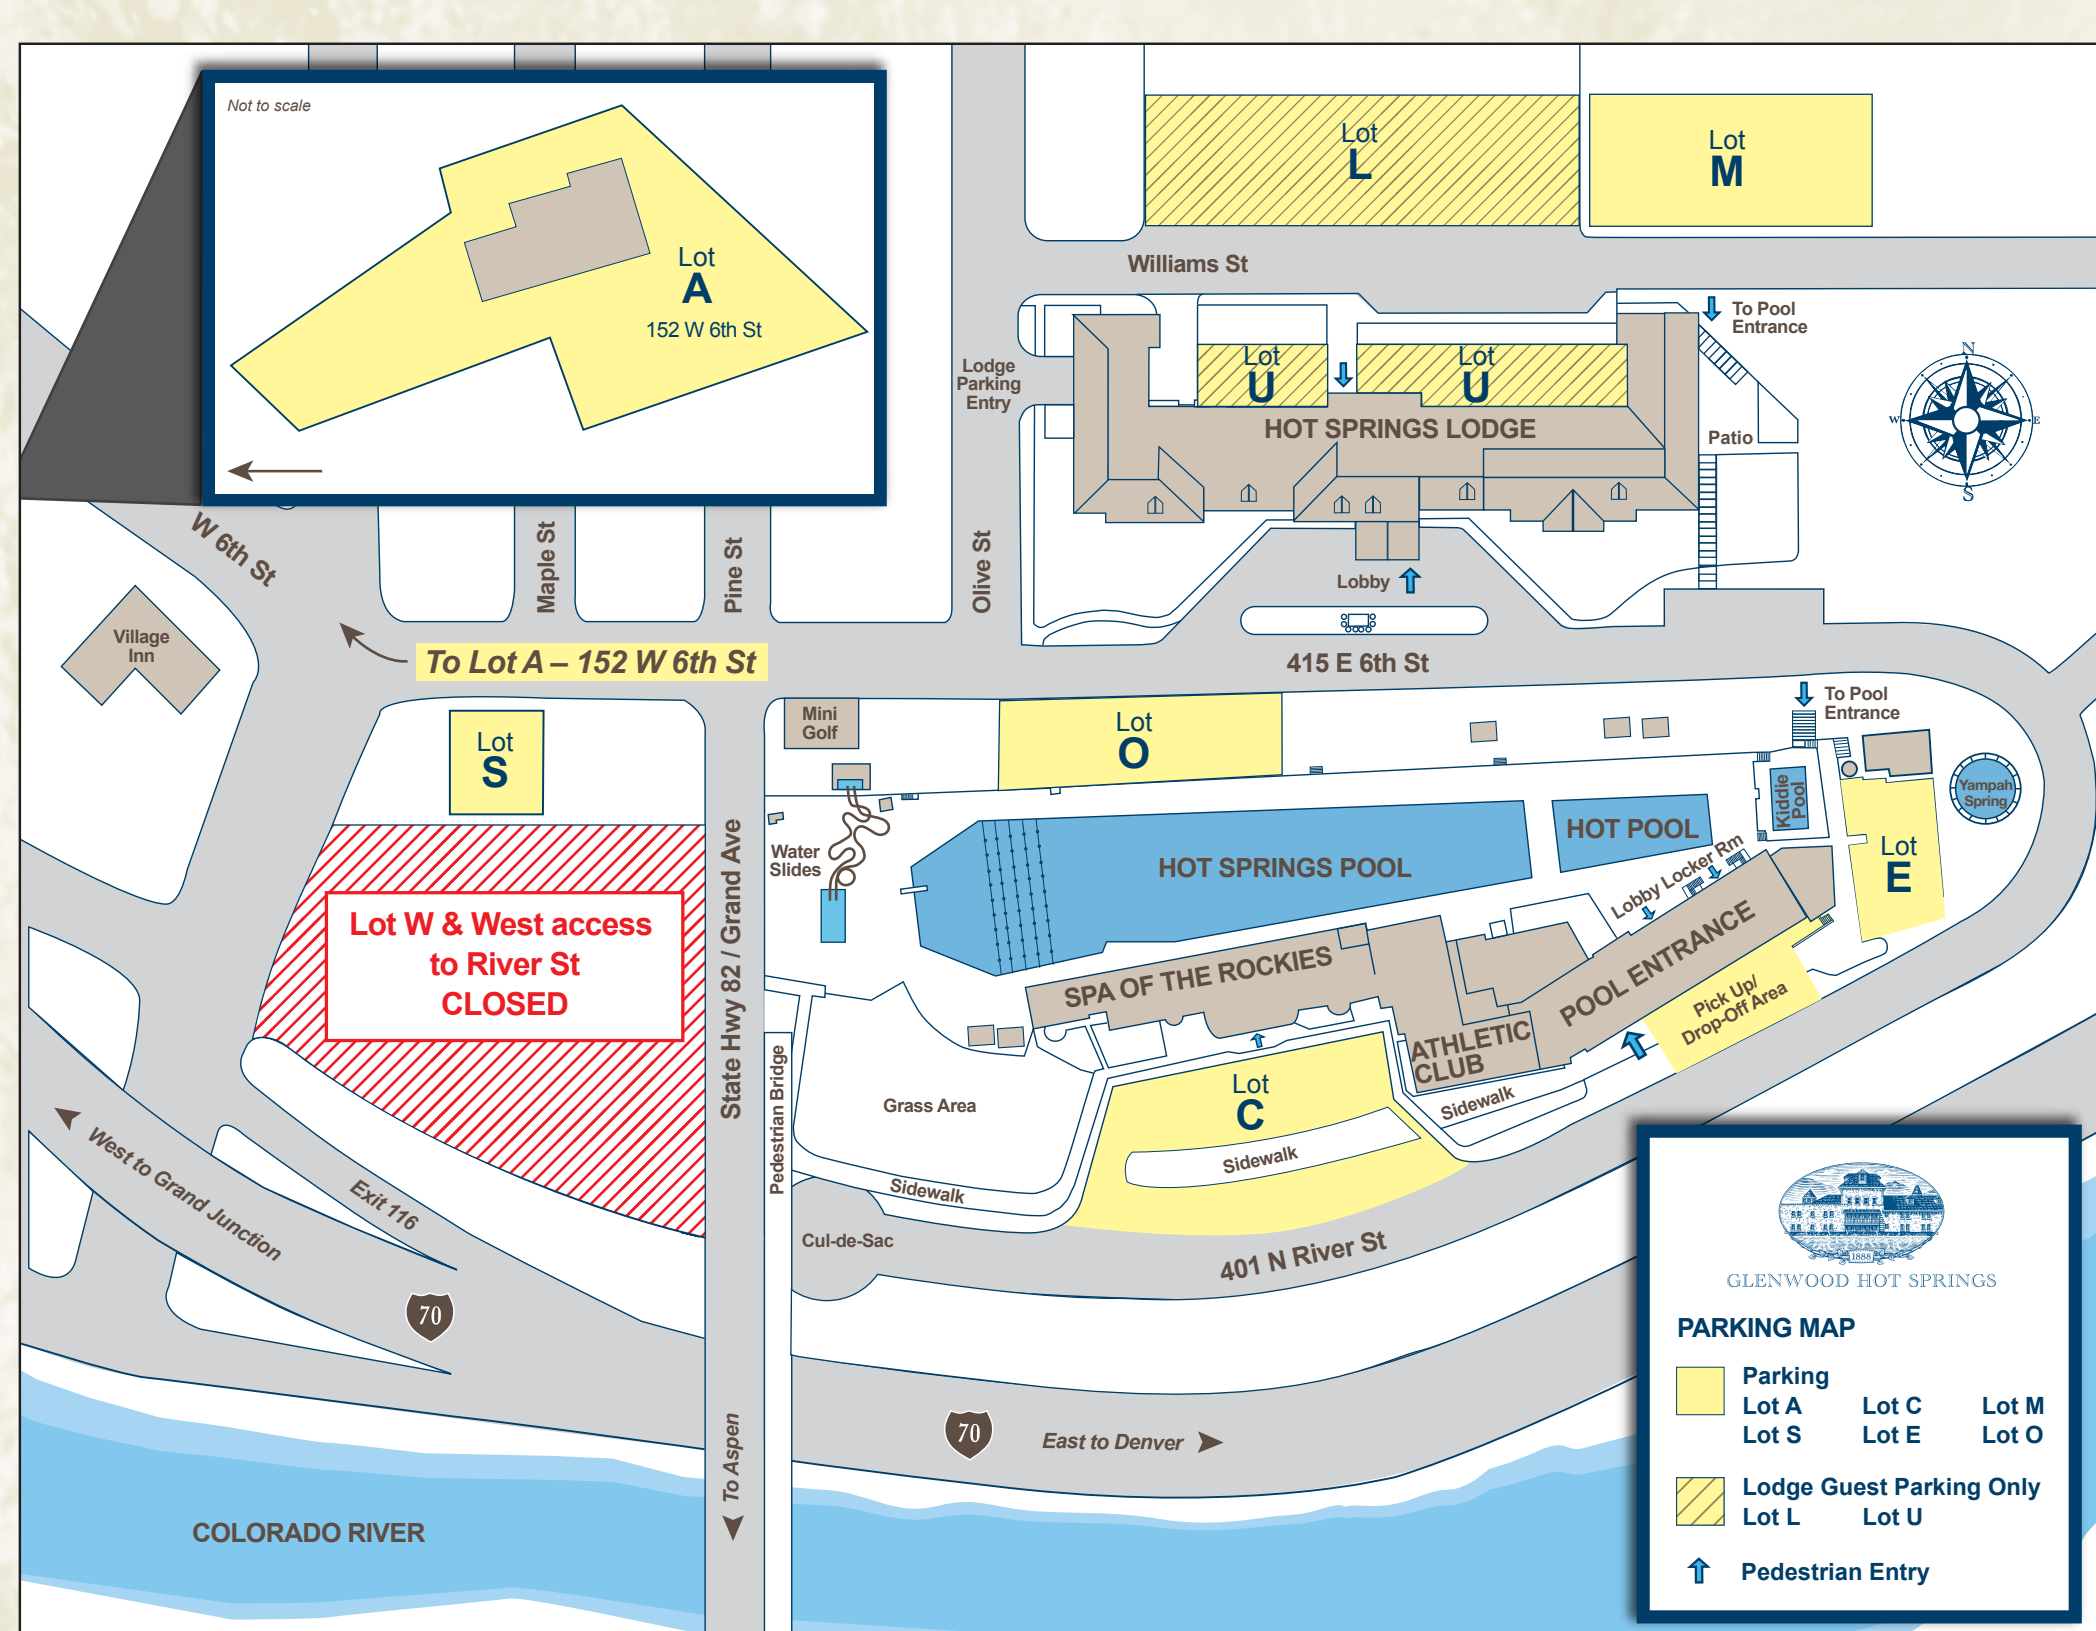 Not to scale
Lot
A
152 W 6th St
Lot
L
Lot
M
Williams St
To Pool
Entrance
Lodge
Parking
Entry
Lot
U
Lot
U
HOT SPRINGS LODGE
Patio
N
W
E
S
W 6th St
Maple St
Pine St
Olive St
Lobby
Village
Inn
To Lot A – 152 W 6th St
415 E 6th St
To Pool
Entrance
Lot
S
Mini
Golf
Lot
O
Kiddie
Pool
Yampah
Spring
HOT SPRINGS POOL
HOT POOL
Lot
E
Water
Slides
Lobby Locker Rm
State Hwy 82 / Grand Ave
Lot W & West access
to River St
CLOSED
SPA OF THE ROCKIES
POOL ENTRANCE
Pick Up/
Drop-Off Area
ATHLETIC
CLUB
Pedestrian Bridge
Grass Area
Lot
C
Sidewalk
Sidewalk
Sidewalk
Cul-de-Sac
401 N River St
West to Grand Junction
Exit 116
70
70
East to Denver
To Aspen
COLORADO RIVER
1888
GLENWOOD HOT SPRINGS
PARKING MAP
Parking
Lot A Lot C Lot M
Lot S Lot E Lot O
Lodge Guest Parking Only
Lot L Lot U
Pedestrian Entry